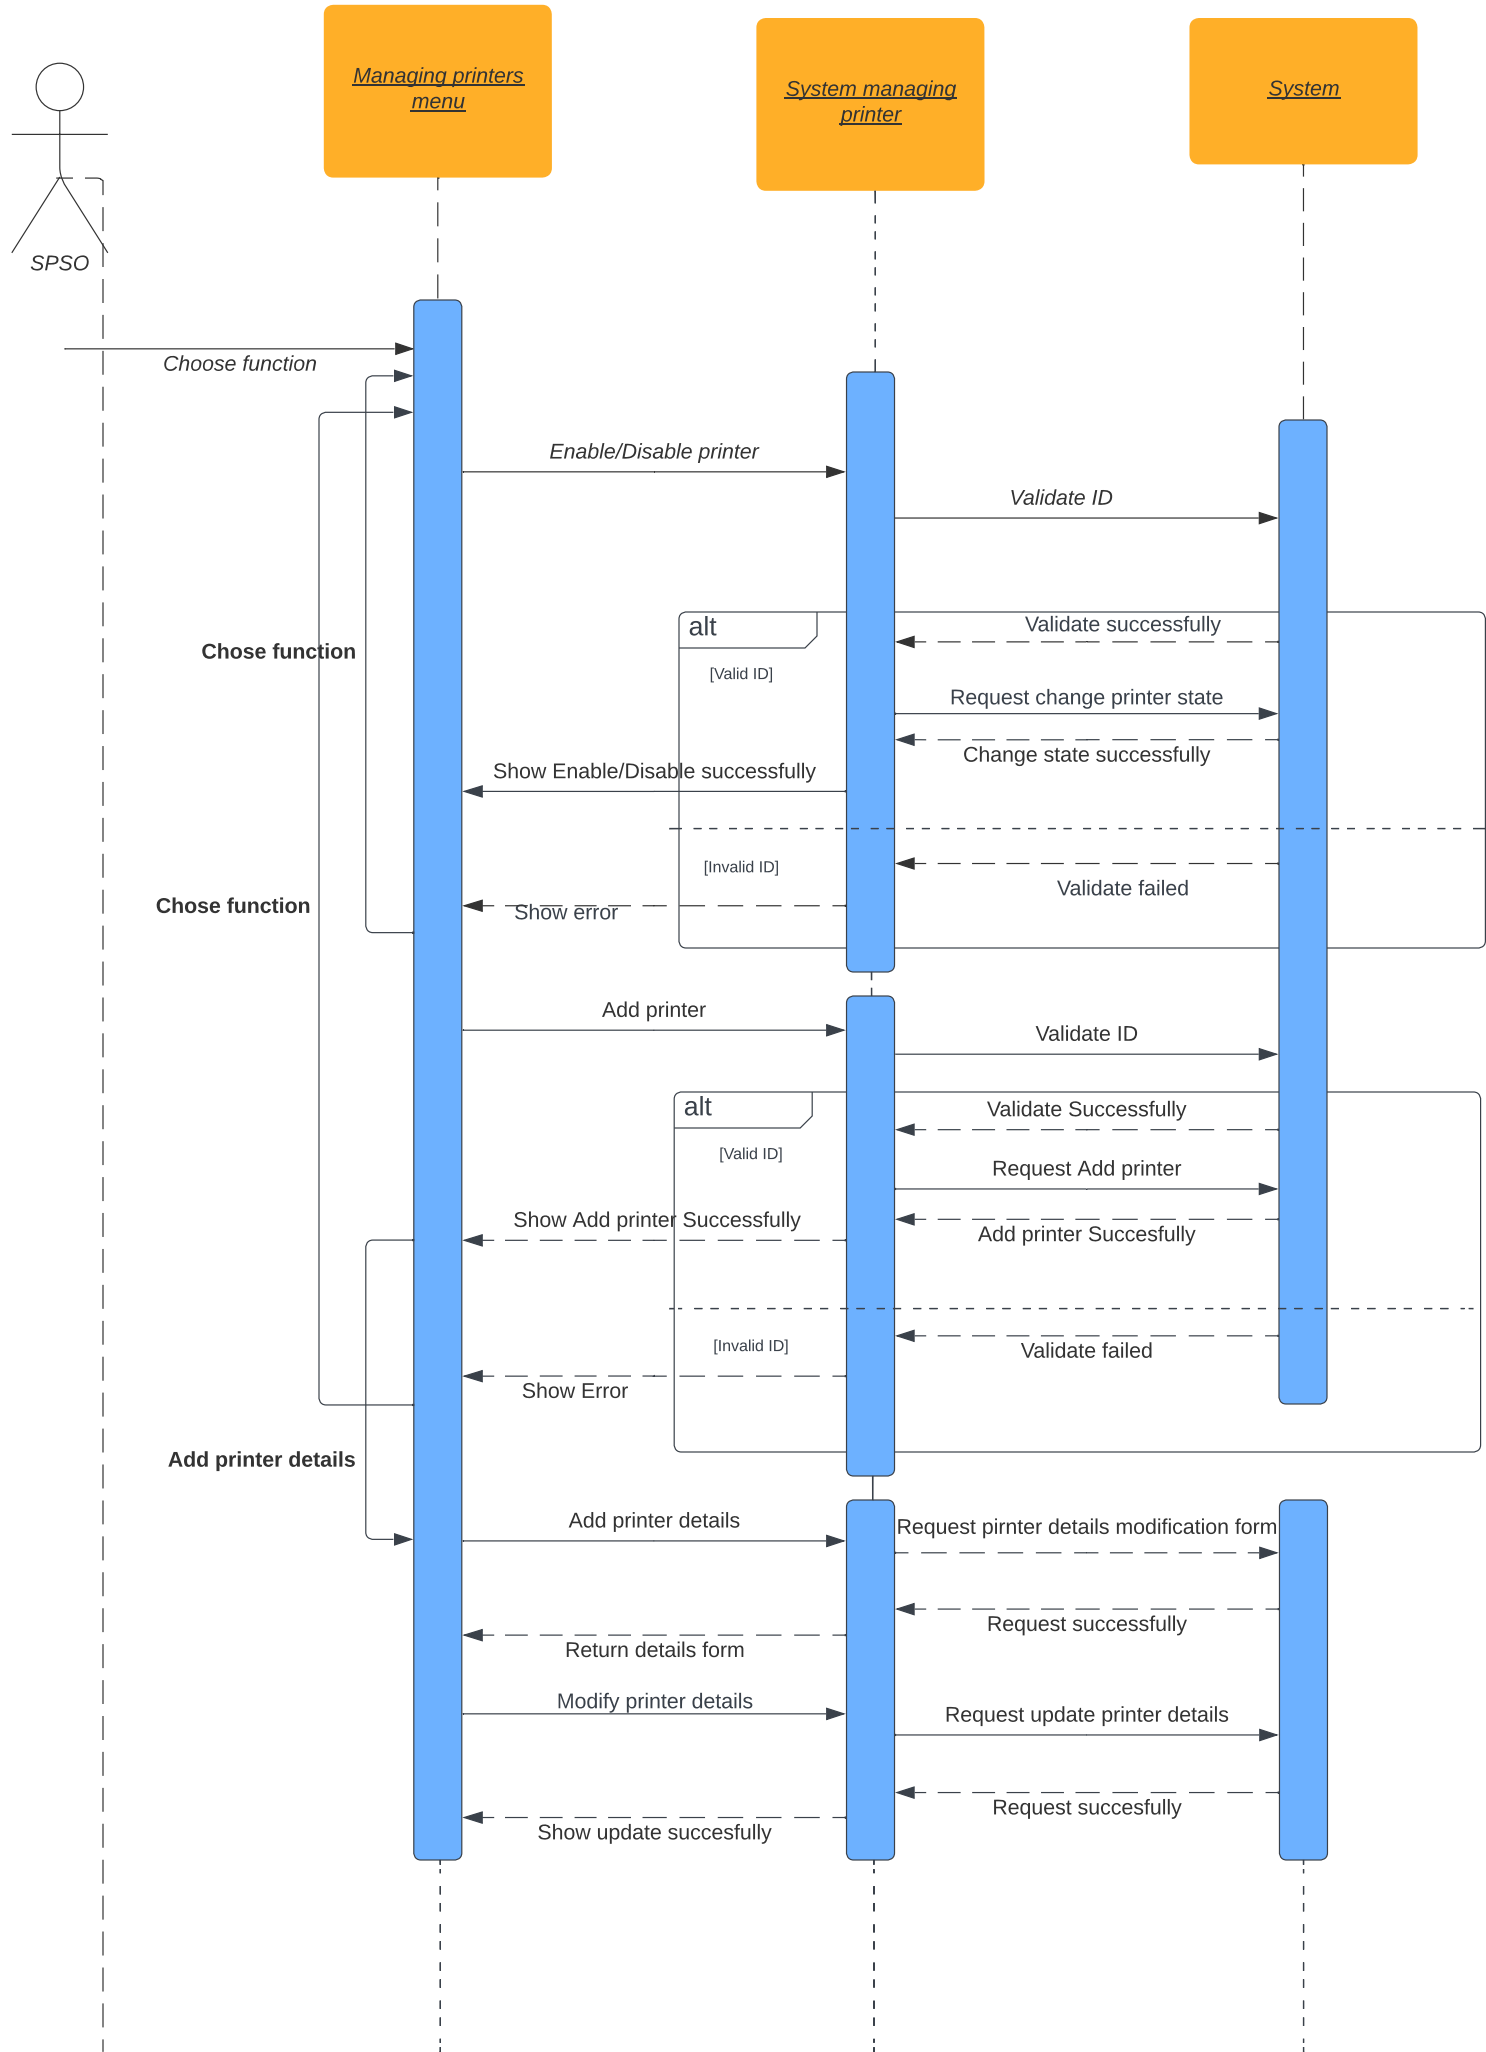 Managing printers
menu
System managing
printer
System
SPSO
Choose function
Enable/Disable printer
Validate ID
alt
Validate successfully
Chose function
[Valid ID]
Request change printer state
Change state successfully
Show Enable/Disable successfully
[Invalid ID]
Validate failed
Chose function
Show error
Add printer
Validate ID
alt
Validate Successfully
[Valid ID]
Request Add printer
Show Add printer Successfully
Add printer Succesfully
[Invalid ID]
Validate failed
Show Error
Add printer details
Add printer details
Request pirnter details modification form
Request successfully
Return details form
Modify printer details
Request update printer details
Request succesfully
Show update succesfully